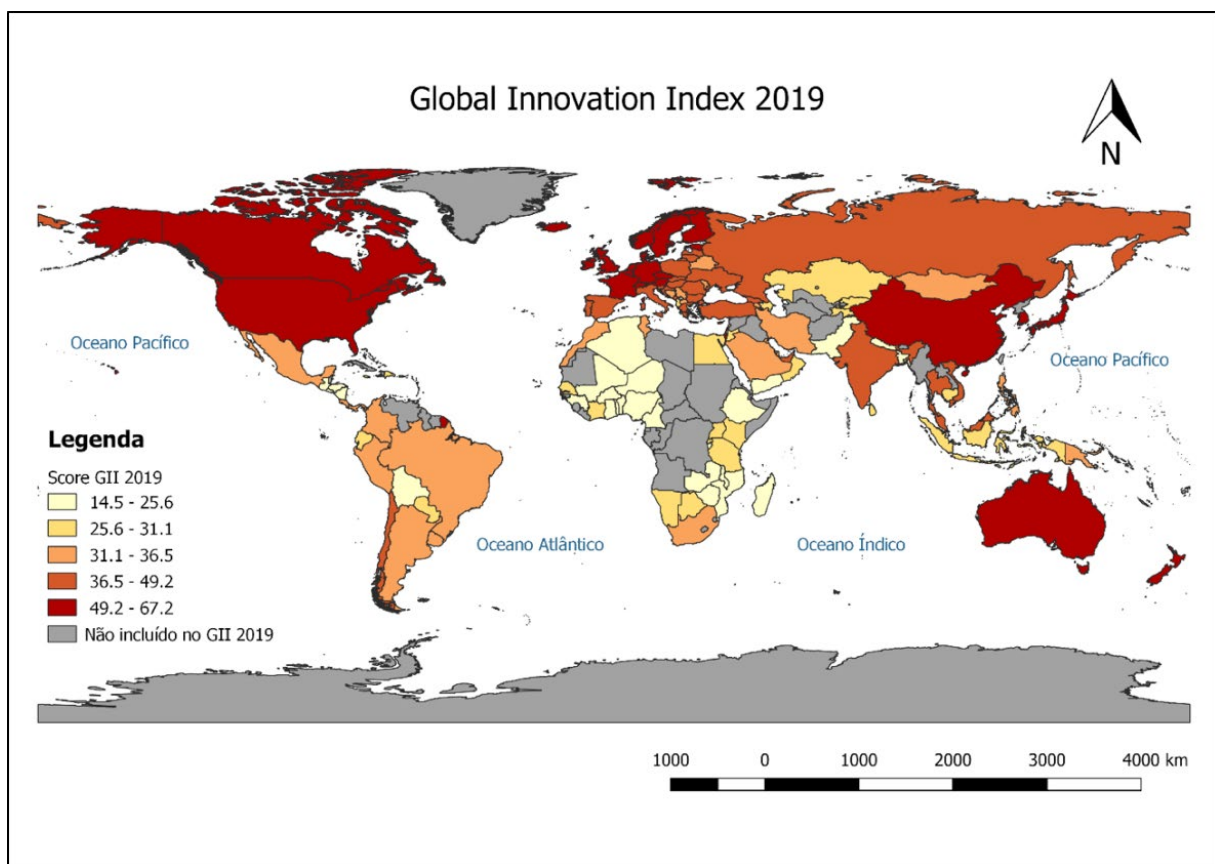 Global Innovation Index 2019
N
Oceano Pacífico
Oceano Pacífico
Oceano Atlântico
Oceano Índico
Legenda
Score GII 2019
14.5 - 25.6
25.6 - 31.1
31.1 - 36.5
36.5 - 49.2
49.2 - 67.2
Não incluído no GII 2019
1000 0 1000 2000 3000 4000 km